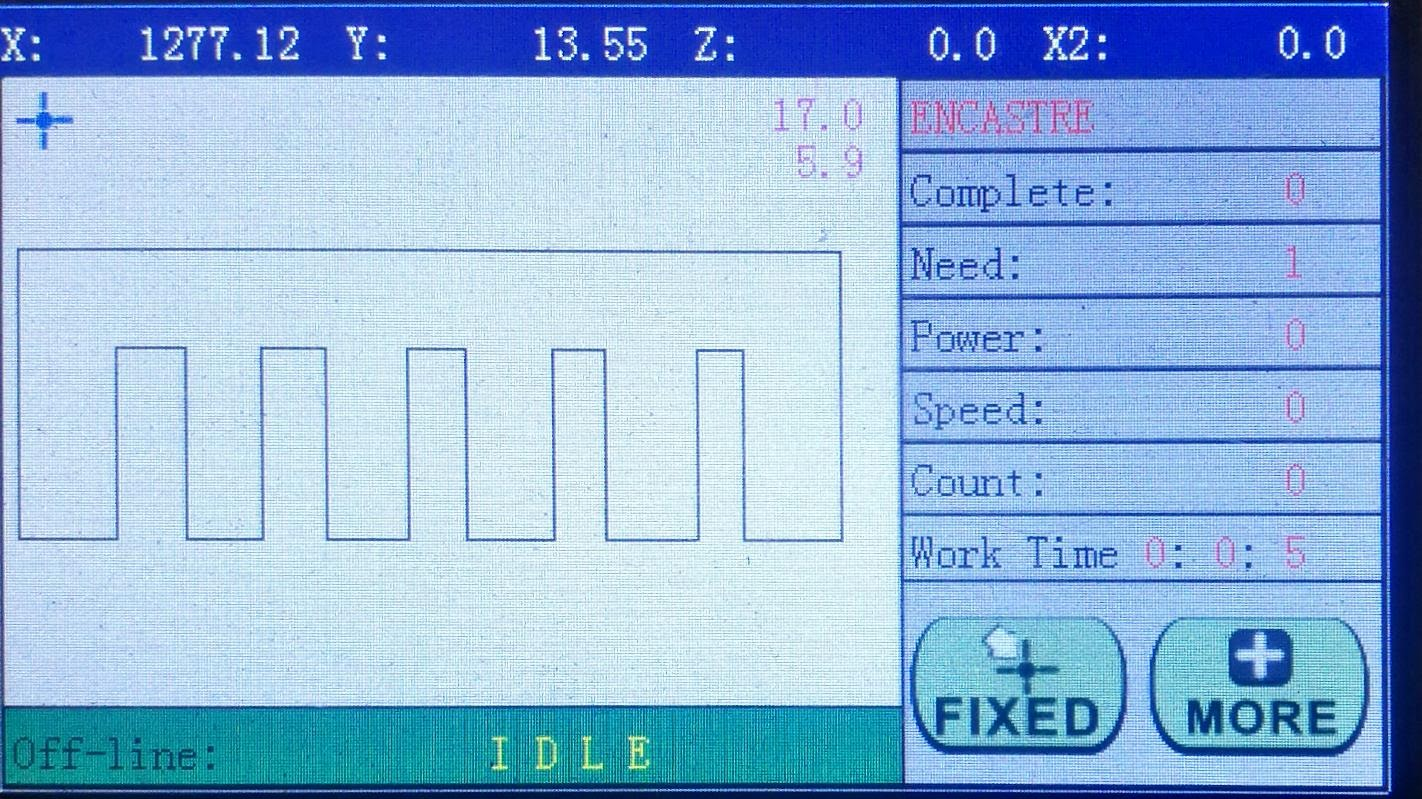 X: 1277.12 Y: 13.55 Z: 0.0 X2: 0.0
17.0
5.9
ENCASTRE
Complete: 0
Need: 1
Power: 0
Speed: 0
Count: 0
Work Time 0: 0: 5
FIXED
MORE
Off-line: IDLE